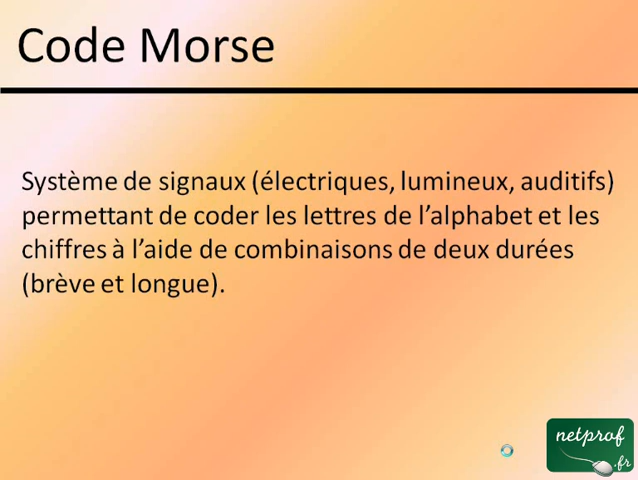 Code Morse
Système de signaux (électriques, lumineux, auditifs)
permettant de coder les lettres de l’alphabet et les
chiffres à l’aide de combinaisons de deux durées
(brève et longue).
netprof
.fr